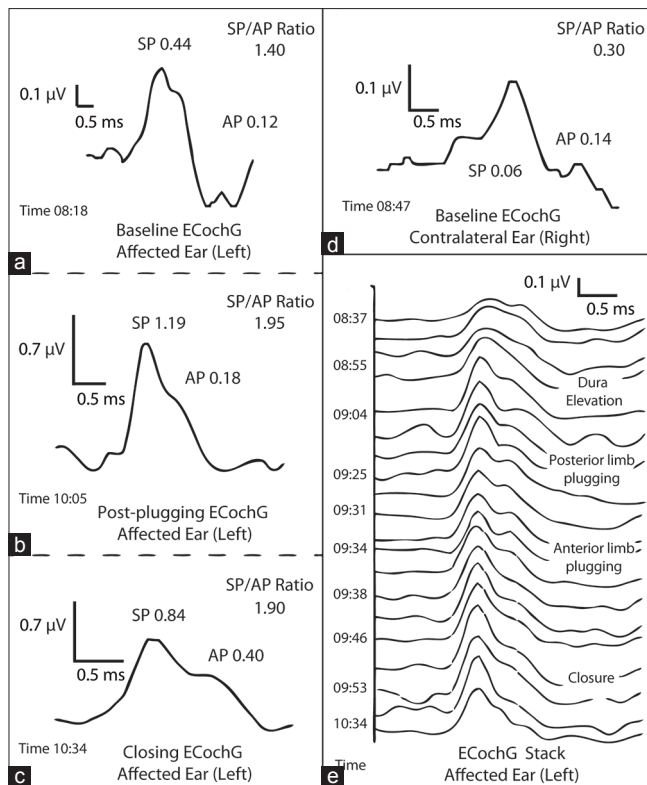 SP/AP Ratio
1.40
SP 0.44
0.1 µV
0.5 ms
AP 0.12
Time 08:18
Baseline ECochG
Affected Ear (Left)
a
SP/AP Ratio
1.95
SP 1.19
0.7 µV
AP 0.18
0.5 ms
Time 10:05
Post-plugging ECochG
Affected Ear (Left)
b
SP/AP Ratio
1.90
SP 0.84
0.7 µV
AP 0.40
0.5 ms
Time 10:34
Closing ECochG
Affected Ear (Left)
c
SP/AP Ratio
0.30
0.1 µV
0.5 ms
AP 0.14
SP 0.06
Time 08:47
Baseline ECochG
Contralateral Ear (Right)
d
0.1 µV
0.5 ms
08:37
08:55
Dura
Elevation
09:04
Posterior limb
plugging
09:25
09:31
Anterior limb
plugging
09:34
09:38
09:46
Closure
09:53
10:34
Time
ECochG Stack
Affected Ear (Left)
e